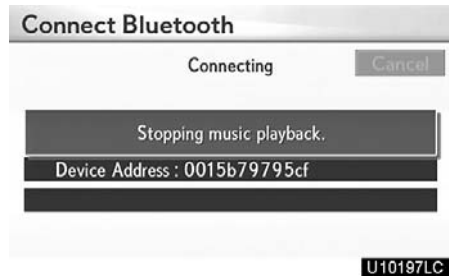 Connect Bluetooth
Connecting
Cancel
Stopping music playback.
Device Address : 0015b79795cf
U10197LC